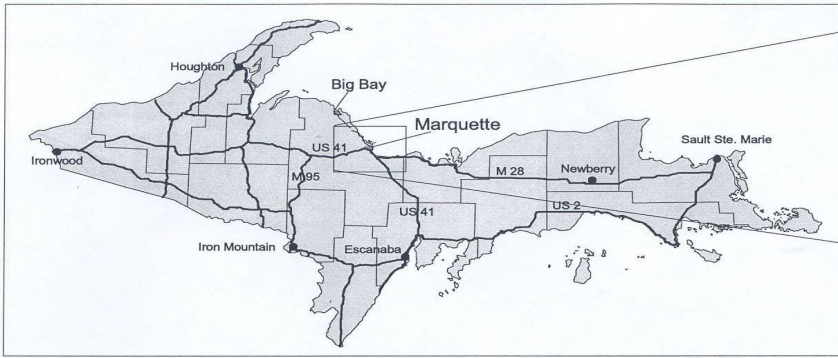 Houghton
Big Bay
Marquette
Sault Ste. Marie
US 41
Ironwood
M 95
M 28
Newberry
US 41
US 2
Iron Mountain
Escanaba